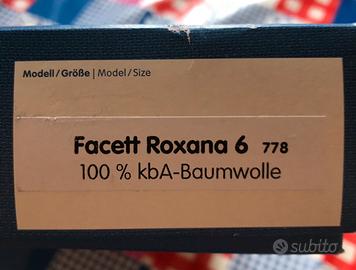 Modell/Größe | Model/Size
Facett Roxana 6 778
100 % kbA-Baumwolle
subito